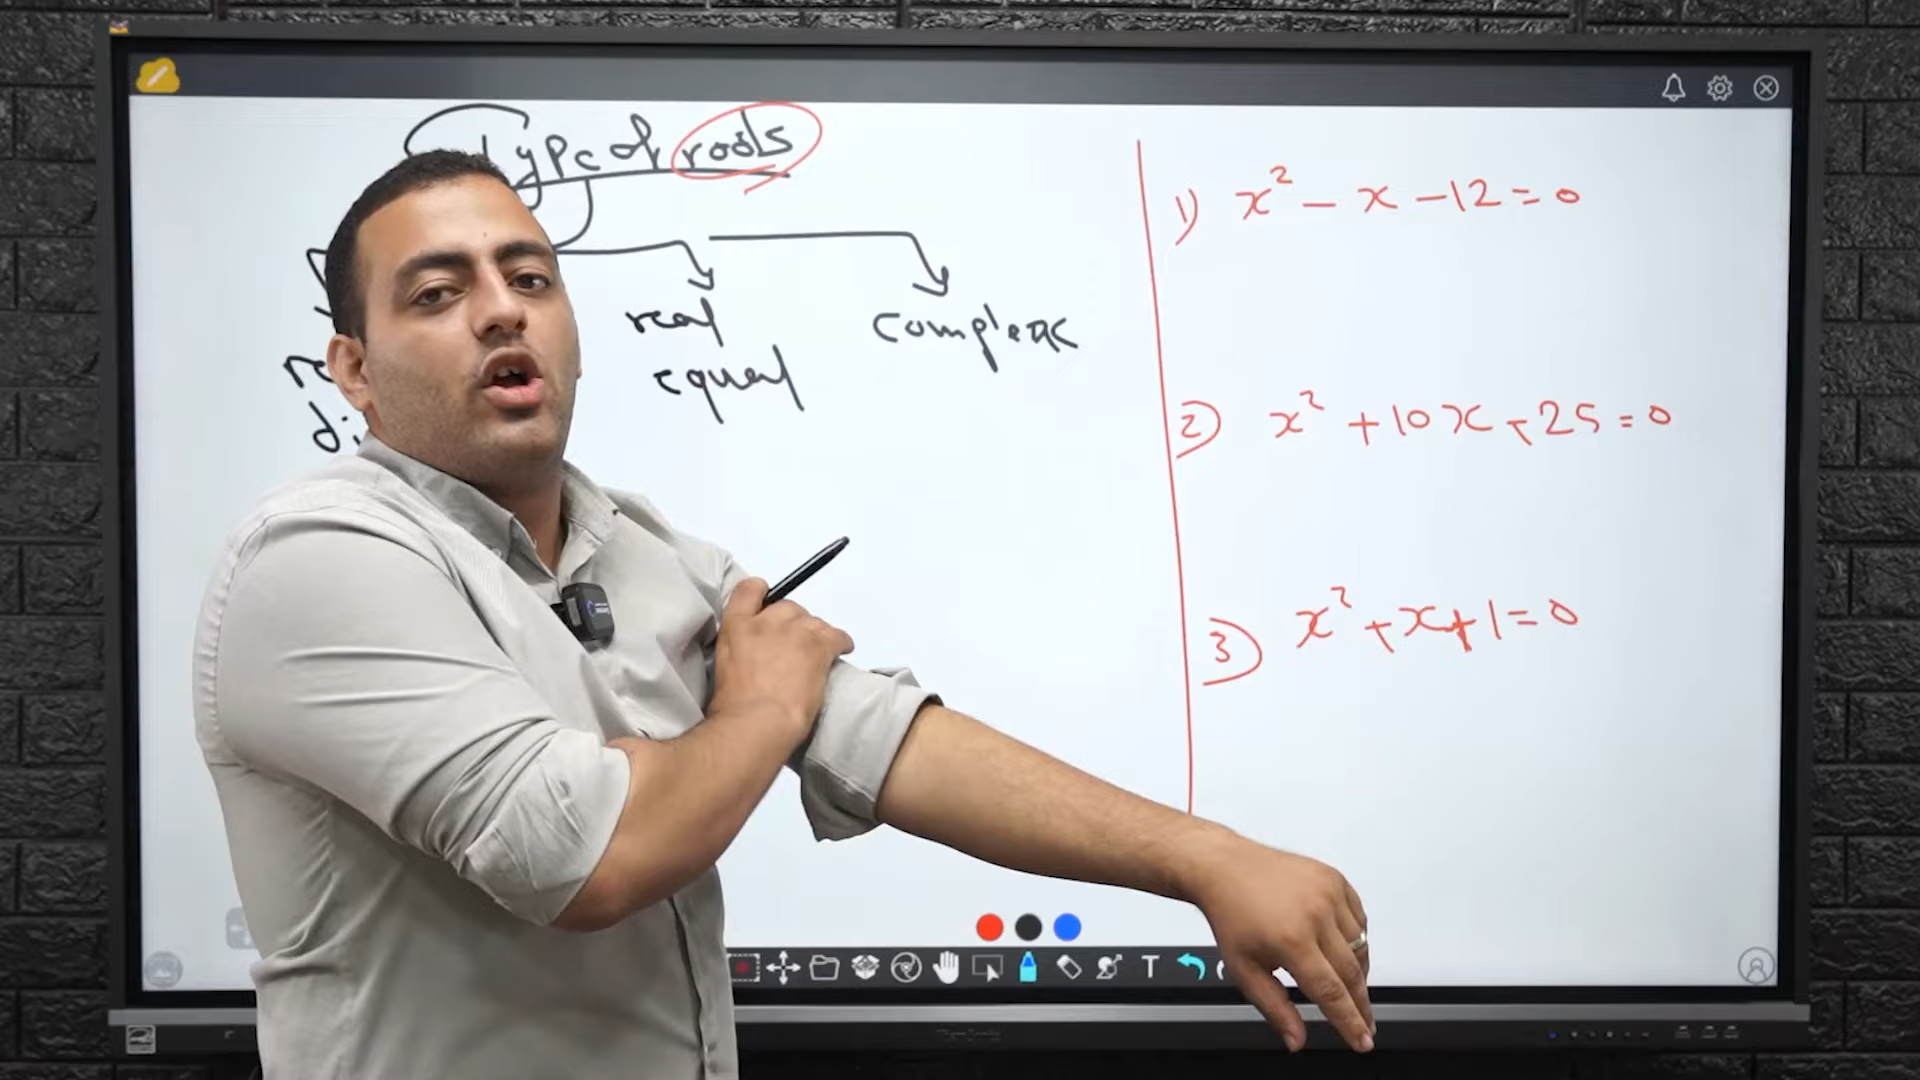 Type of roots
real
equal
complex
1) x² - x - 12 = 0
2) x² + 10x + 25 = 0
3) x² + x + 1 = 0
T